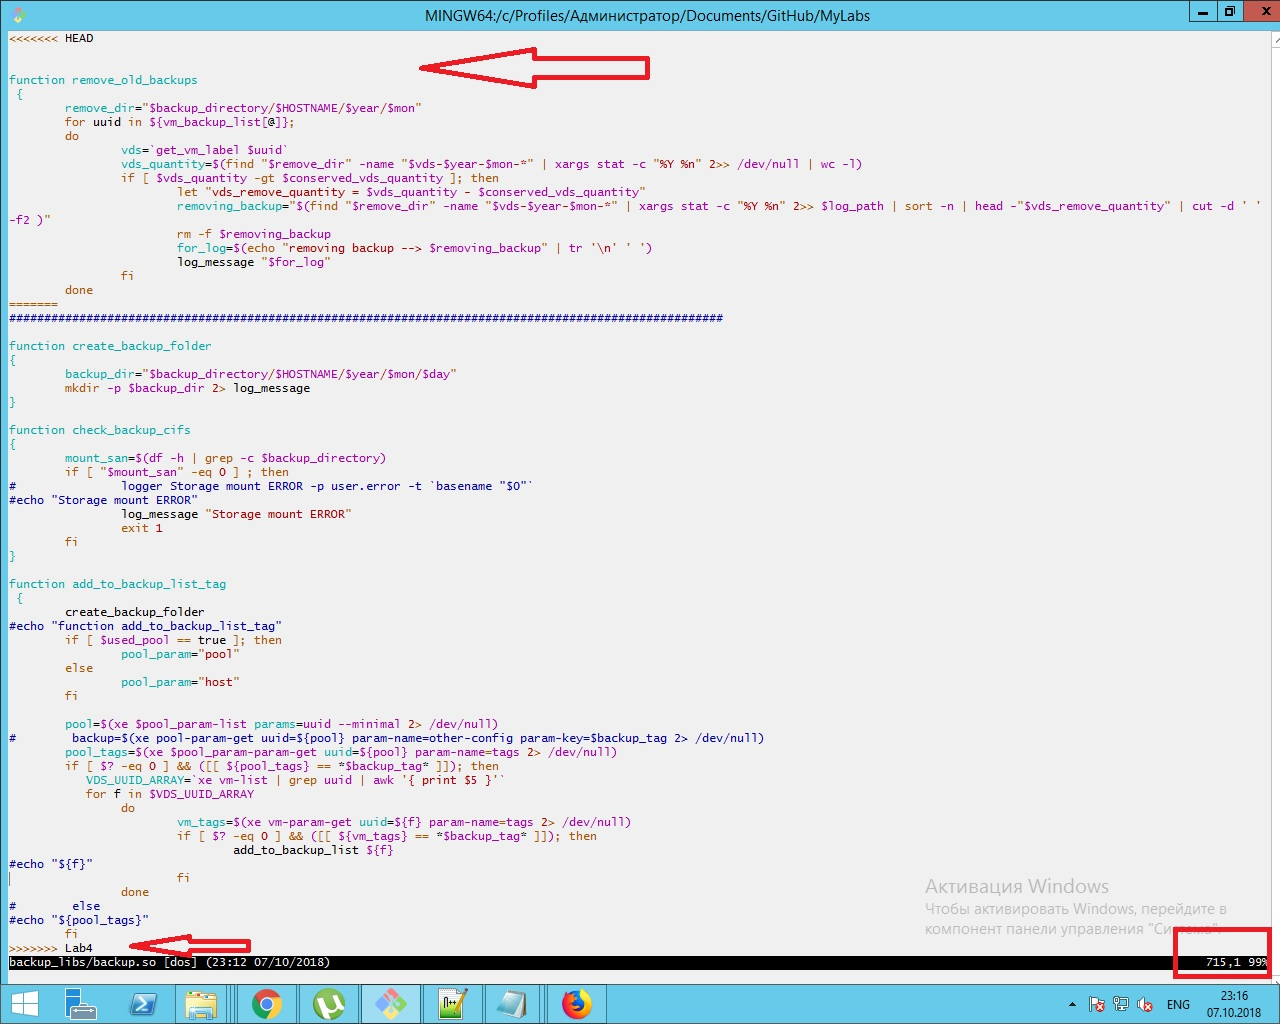 MINGW64:/c/Profiles/Администратор/Documents/GitHub/MyLabs
<<<<<<< HEAD
function remove_old_backups
{
remove_dir="$backup_directory/$HOSTNAME/$year/$mon"
for uuid in ${vm_backup_list[@]};
do
vds=`get_vm_label $uuid`
vds_quantity=$(find "$remove_dir" -name "$vds-$year-$mon-*" | xargs stat -c "%Y %n" 2>> /dev/null | wc -l)
if [ $vds_quantity -gt $conserved_vds_quantity ]; then
let "vds_remove_quantity = $vds_quantity - $conserved_vds_quantity"
removing_backup="$(find "$remove_dir" -name "$vds-$year-$mon-*" | xargs stat -c "%Y %n" 2>> $log_path | sort -n | head -"$vds_remove_quantity" | cut -d ' '
-f2 )"
rm -f $removing_backup
for_log=$(echo "removing backup --> $removing_backup" | tr '\n' ' ')
log_message "$for_log"
fi
done
=======
######################################################################################################
function create_backup_folder
{
backup_dir="$backup_directory/$HOSTNAME/$year/$mon/$day"
mkdir -p $backup_dir 2> log_message
}
function check_backup_cifs
{
mount_san=$(df -h | grep -c $backup_directory)
if [ "$mount_san" -eq 0 ] ; then
# logger Storage mount ERROR -p user.error -t `basename "$0"`
#echo "Storage mount ERROR"
log_message "Storage mount ERROR"
exit 1
fi
}
function add_to_backup_list_tag
{
create_backup_folder
#echo "function add_to_backup_list_tag"
if [ $used_pool == true ]; then
pool_param="pool"
else
pool_param="host"
fi
pool=$(xe $pool_param-list params=uuid --minimal 2> /dev/null)
# backup=$(xe pool-param-get uuid=${pool} param-name=other-config param-key=$backup_tag 2> /dev/null)
pool_tags=$(xe $pool_param-param-get uuid=${pool} param-name=tags 2> /dev/null)
if [ $? -eq 0 ] && ([[ ${pool_tags} == *$backup_tag* ]]); then
VDS_UUID_ARRAY=`xe vm-list | grep uuid | awk '{ print $5 }'`
for f in $VDS_UUID_ARRAY
do
vm_tags=$(xe vm-param-get uuid=${f} param-name=tags 2> /dev/null)
if [ $? -eq 0 ] && ([[ ${vm_tags} == *$backup_tag* ]]); then
add_to_backup_list ${f}
#echo "${f}"
fi
done
# else
#echo "${pool_tags}"
fi
>>>>>>> Lab4
backup_libs/backup.so [dos] (23:12 07/10/2018) 715,1 99%
Активация Windows
Чтобы активировать Windows, перейдите в
компонент панели управления "Система".
ENG
23:16
07.10.2018